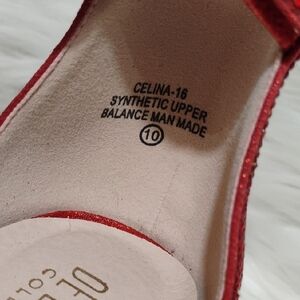 CELINA-16
SYNTHETIC UPPER
BALANCE MAN MADE
10